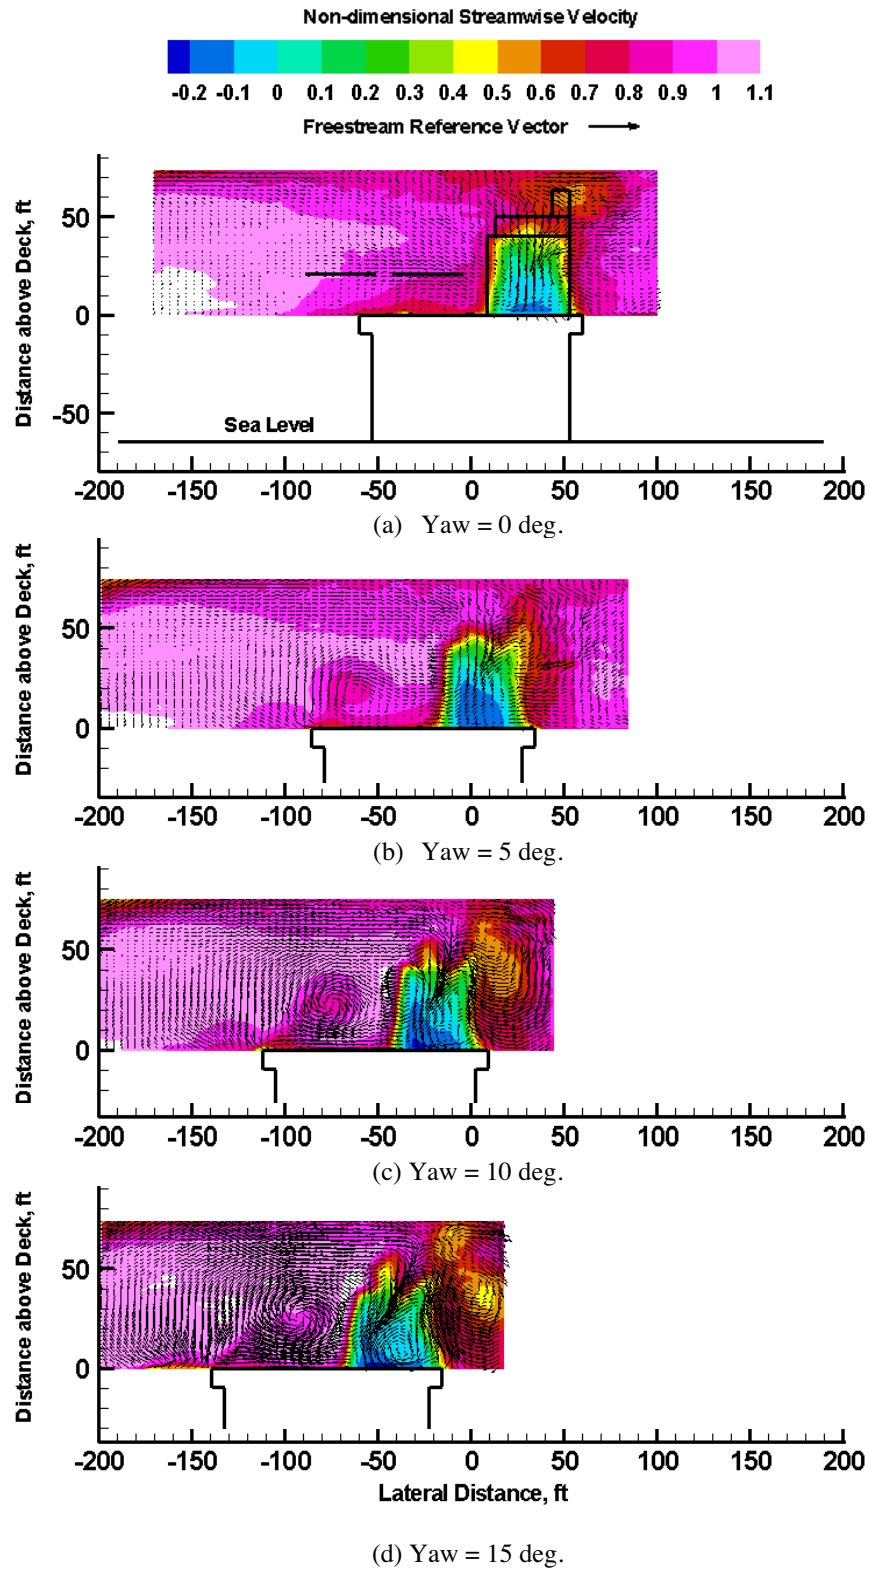 Non-dimensional Streamwise Velocity
-0.2 -0.1 0 0.1 0.2 0.3 0.4 0.5 0.6 0.7 0.8 0.9 1 1.1
Freestream Reference Vector
Distance above Deck, ft
50
0
-50
Sea Level
-200 -150 -100 -50 0 50 100 150 200
(a) Yaw = 0 deg.
Distance above Deck, ft
50
0
-200 -150 -100 -50 0 50 100 150 200
(b) Yaw = 5 deg.
Distance above Deck, ft
50
0
-200 -150 -100 -50 0 50 100 150 200
(c) Yaw = 10 deg.
Distance above Deck, ft
50
0
-200 -150 -100 -50 0 50 100 150 200
Lateral Distance, ft
(d) Yaw = 15 deg.